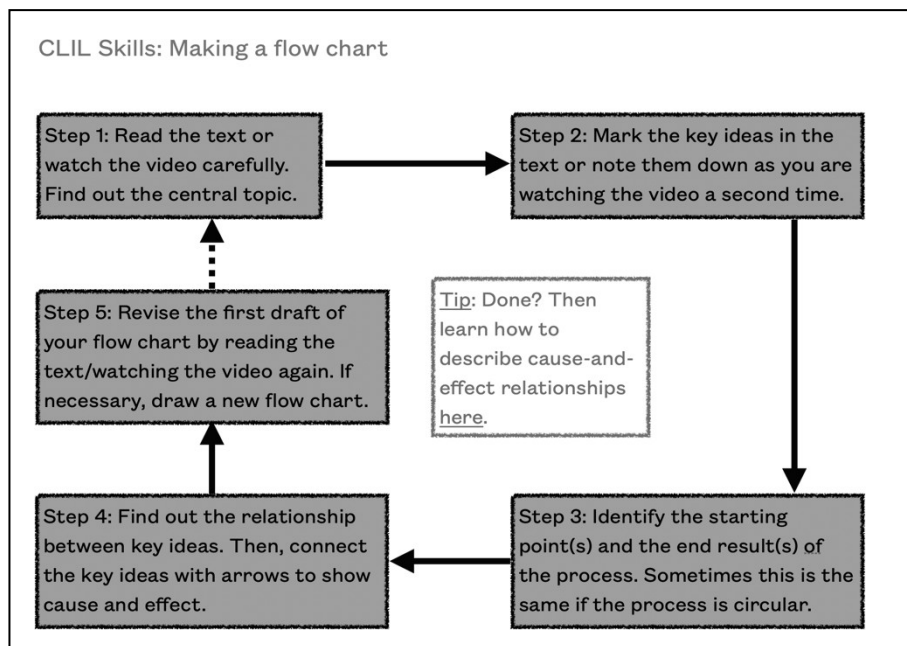 CLIL Skills: Making a flow chart
Step 1: Read the text or
watch the video carefully.
Find out the central topic.
Step 2: Mark the key ideas in the
text or note them down as you are
watching the video a second time.
Step 3: Identify the starting
point(s) and the end result(s) of
the process. Sometimes this is the
same if the process is circular.
Step 4: Find out the relationship
between key ideas. Then, connect
the key ideas with arrows to show
cause and effect.
Step 5: Revise the first draft of
your flow chart by reading the
text/watching the video again. If
necessary, draw a new flow chart.
Tip: Done? Then
learn how to
describe cause-and-
effect relationships
here.